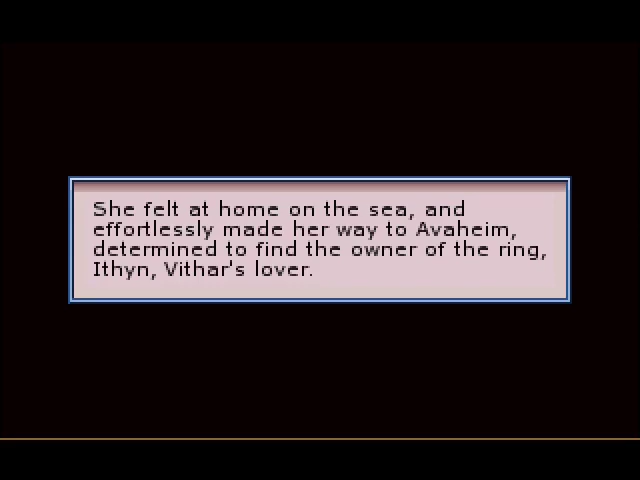 She felt at home on the sea, and
effortlessly made her way to Avaheim,
determined to find the owner of the ring,
Ithyn, Vithar's lover.